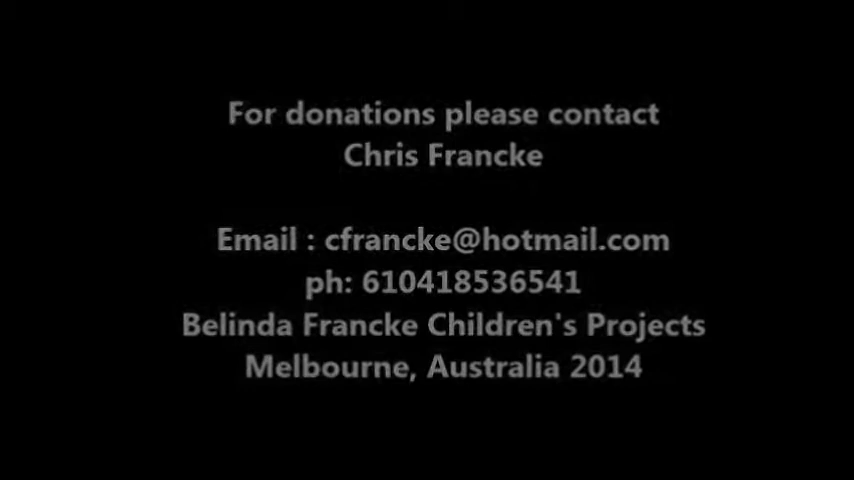 For donations please contact
Chris Francke
Email : cfrancke@hotmail.com
ph: 610418536541
Belinda Francke Children's Projects
Melbourne, Australia 2014